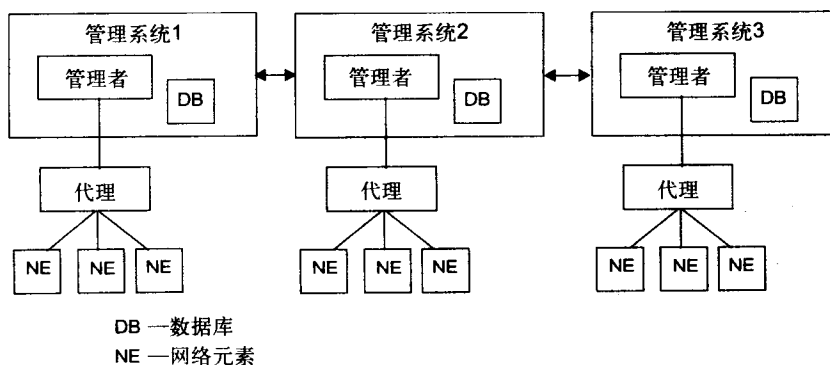 管理系统1
管理系统2
管理系统3
管理者
DB
管理者
DB
管理者
DB
代理
代理
代理
NE NE NE
NE NE NE
NE NE NE
DB —数据库
NE —网络元素